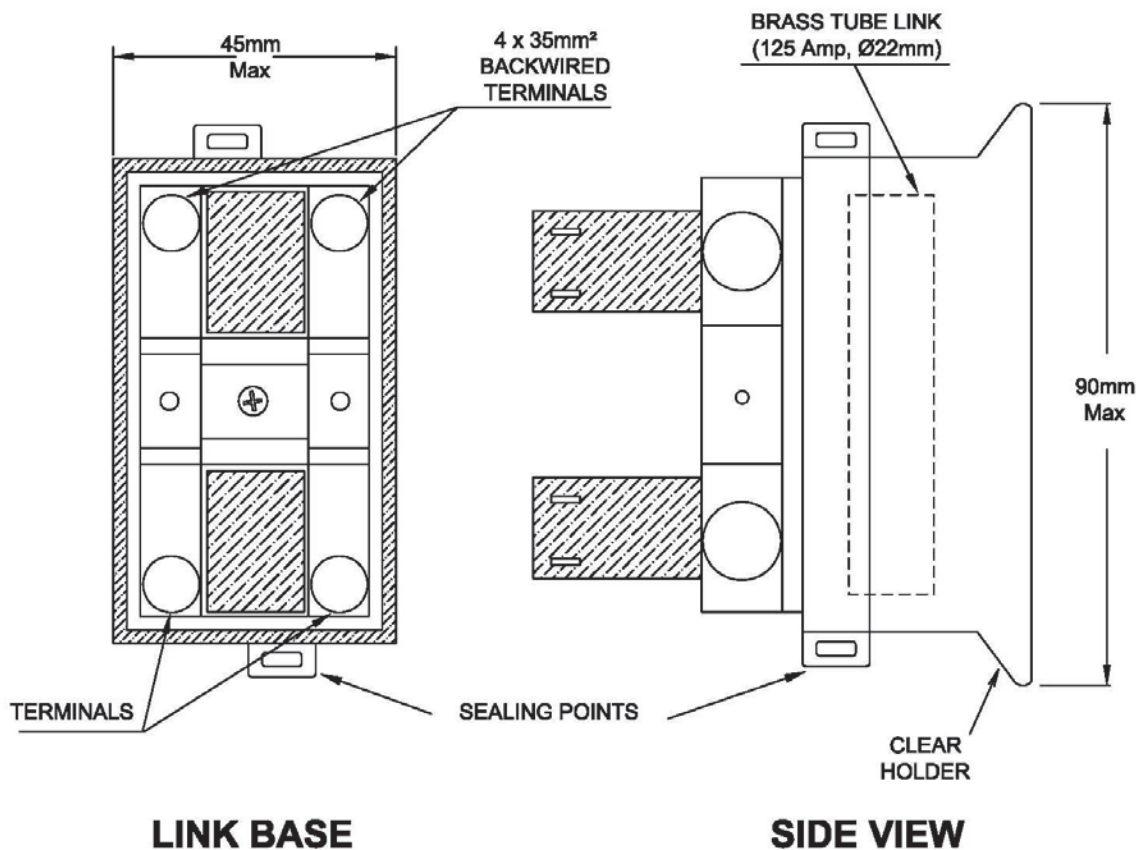 45mm
Max
4 x 35mm²
BACKWIRED
TERMINALS
BRASS TUBE LINK
(125 Amp, Ø22mm)
90mm
Max
TERMINALS
SEALING POINTS
CLEAR
HOLDER
LINK BASE
SIDE VIEW